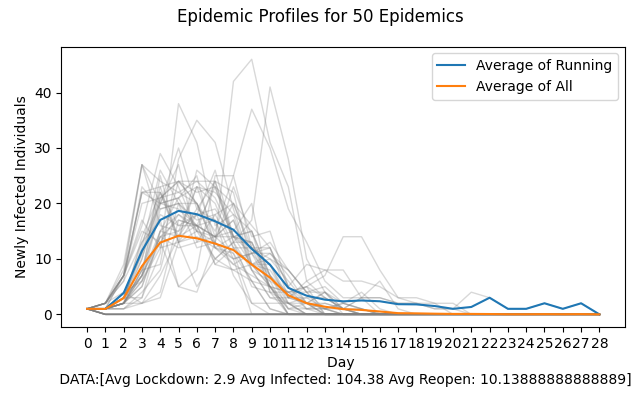 Epidemic Profiles for 50 Epidemics
Average of Running
Average of All
Newly Infected Individuals
40
30
20
10
0
0 1 2 3 4 5 6 7 8 9 10 11 12 13 14 15 16 17 18 19 20 21 22 23 24 25 26 27 28
Day
DATA:[Avg Lockdown: 2.9 Avg Infected: 104.38 Avg Reopen: 10.13888888888889]